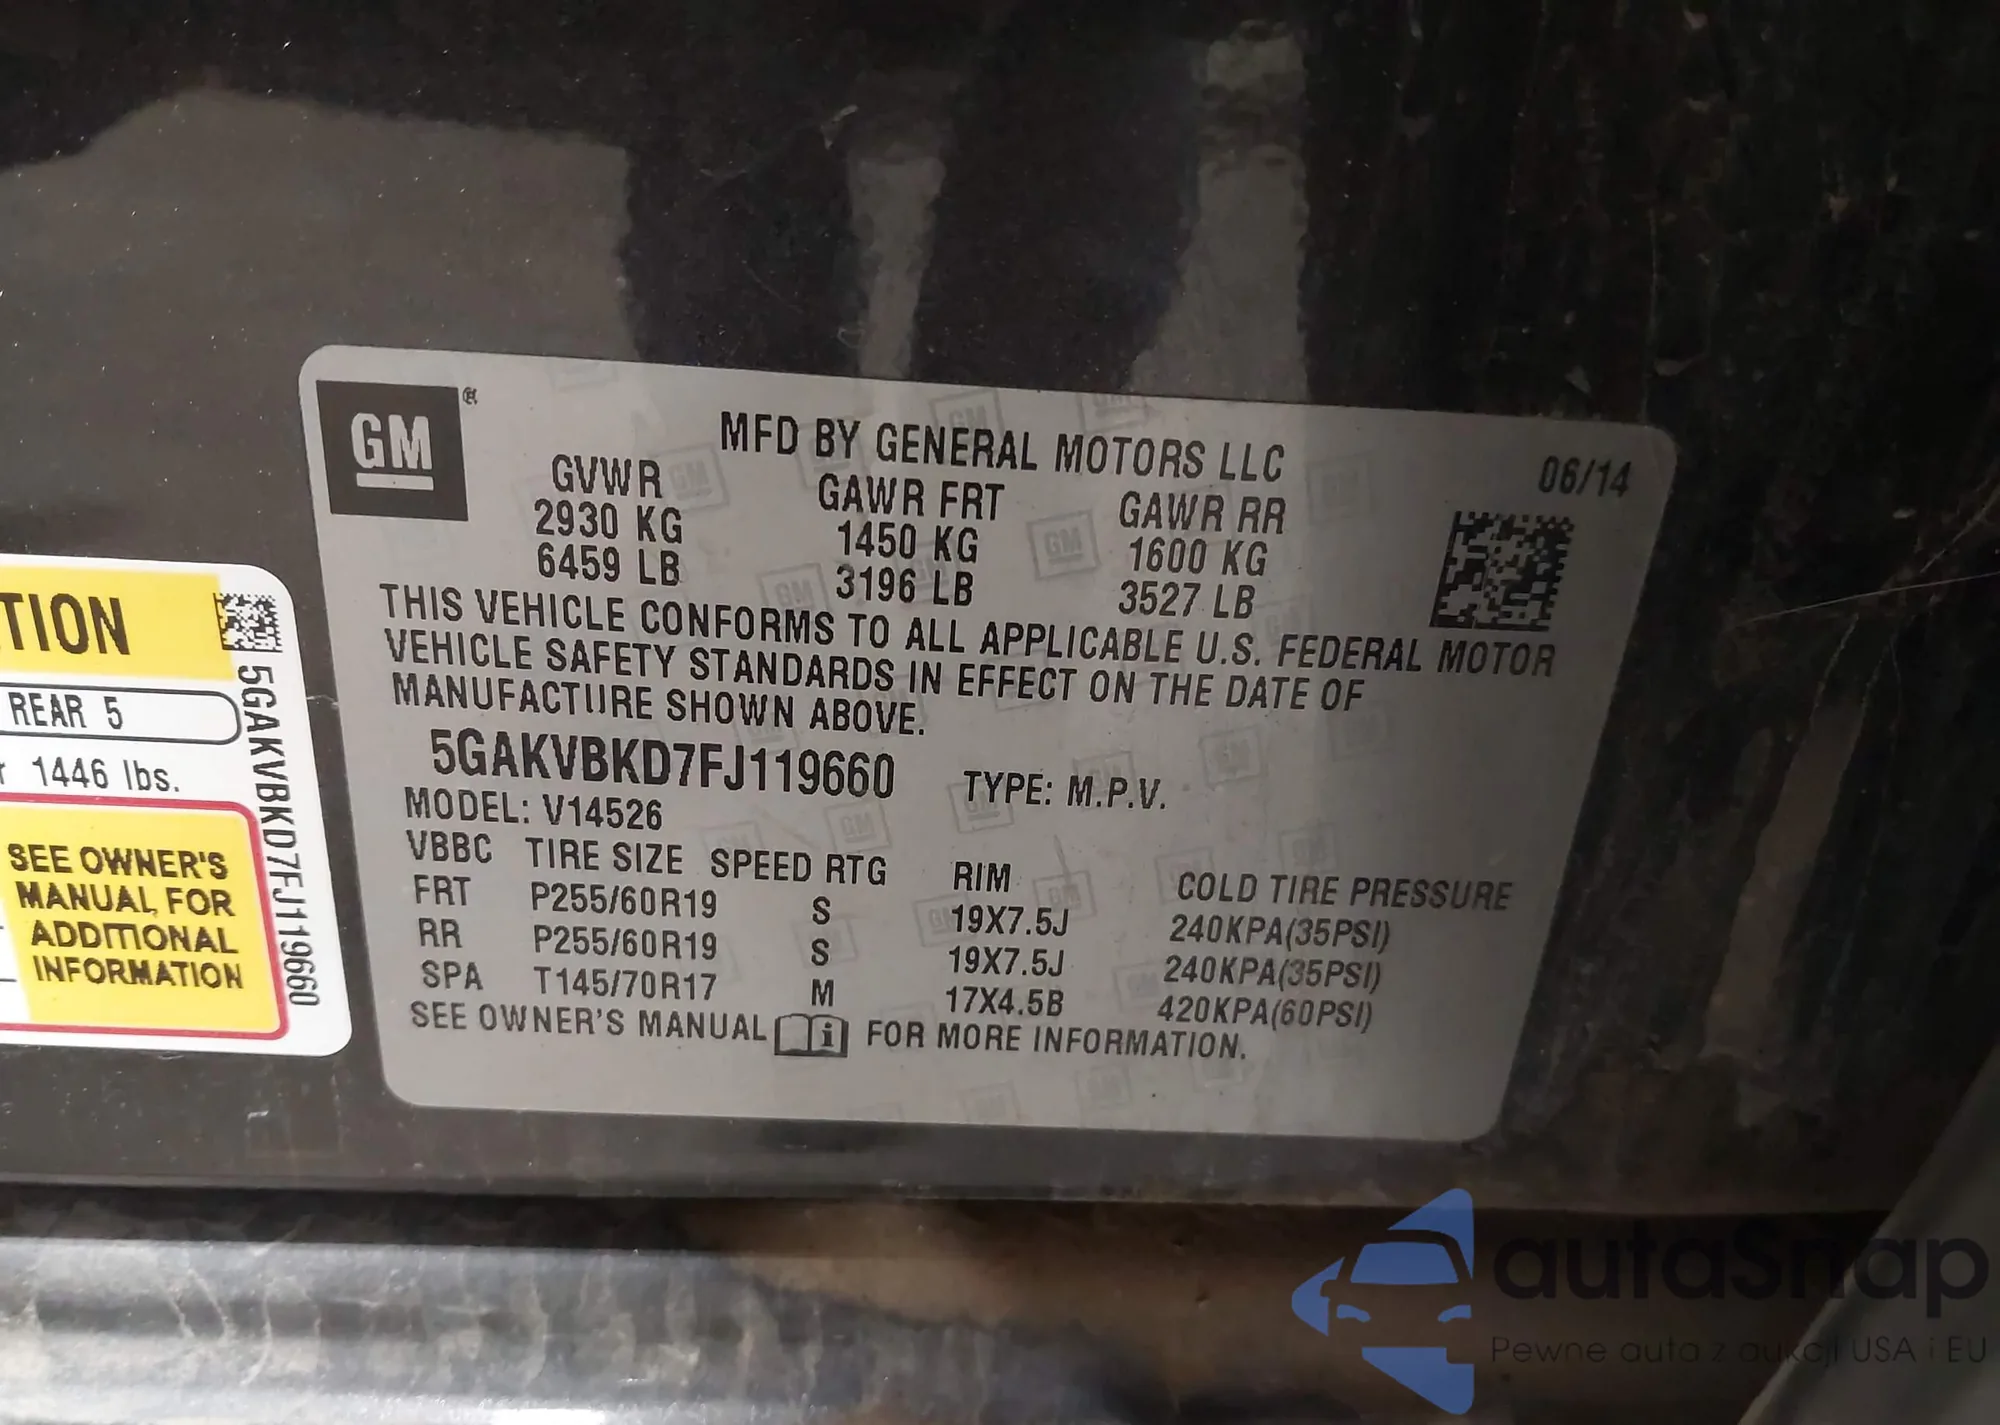 GM
®
MFD BY GENERAL MOTORS LLC
06/14
GVWR GAWR FRT GAWR RR
2930 KG 1450 KG 1600 KG
6459 LB 3196 LB 3527 LB
THIS VEHICLE CONFORMS TO ALL APPLICABLE U.S. FEDERAL MOTOR
VEHICLE SAFETY STANDARDS IN EFFECT ON THE DATE OF
MANUFACTURE SHOWN ABOVE.
5GAKVBKD7FJ119660 TYPE: M.P.V.
MODEL: V14526
VBBC TIRE SIZE SPEED RTG RIM COLD TIRE PRESSURE
FRT P255/60R19 S 19X7.5J 240KPA(35PSI)
RR P255/60R19 S 19X7.5J 240KPA(35PSI)
SPA T145/70R17 M 17X4.5B 420KPA(60PSI)
SEE OWNER'S MANUAL i FOR MORE INFORMATION.
TION
REAR 5
r 1446 lbs.
SEE OWNER'S
MANUAL FOR
ADDITIONAL
INFORMATION
5GAKVBKD7FJ119660
autaSnap
Pewne auta z aukcji USA i EU